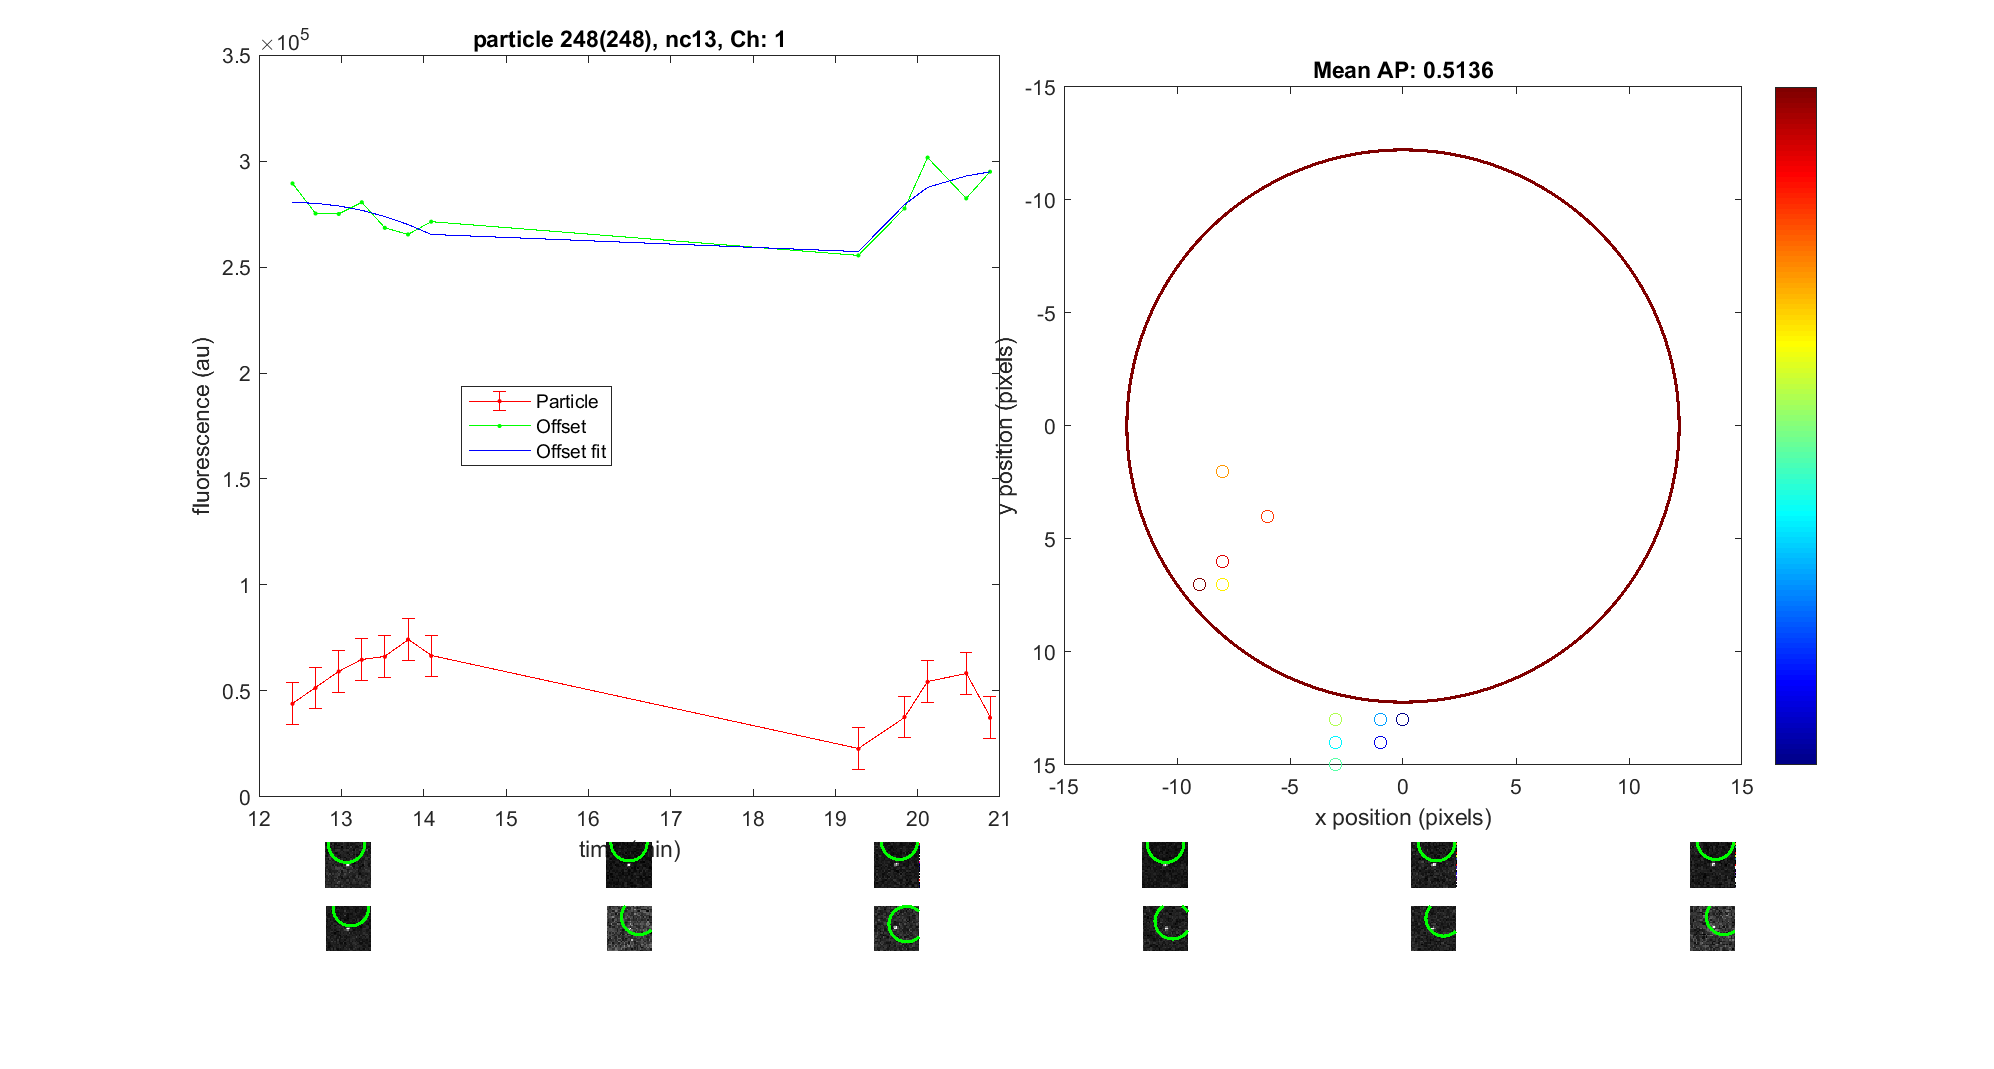 particle 248(248), nc13, Ch: 1
×10^5
3.5
3
2.5
2
1.5
1
0.5
0
fluorescence (au)
Particle
Offset
Offset fit
12 13 14 15 16 17 18 19 20 21
Mean AP: 0.5136
-15
-10
-5
0
5
10
15
y position (pixels)
-15 -10 -5 0 5 10 15
x position (pixels)